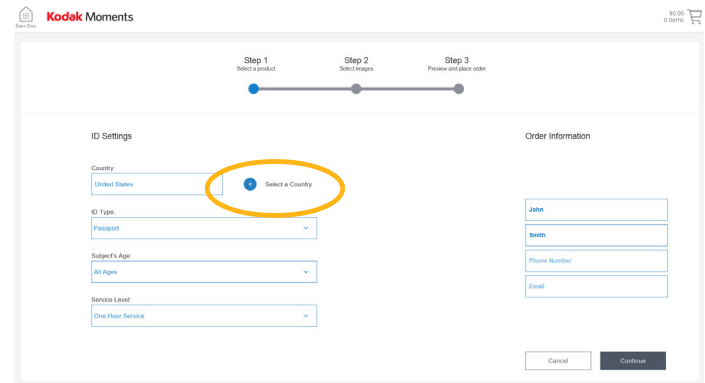 Start Over
Kodak Moments
$0.00
0 items
Step 1
Select a product
Step 2
Select images
Step 3
Preview and place order
ID Settings
Country:
United States
+ Select a Country
ID Type:
Passport
Subject's Age:
All Ages
Service Level:
One Hour Service
Order Information
John
Smith
Phone Number
Email
Cancel
Continue